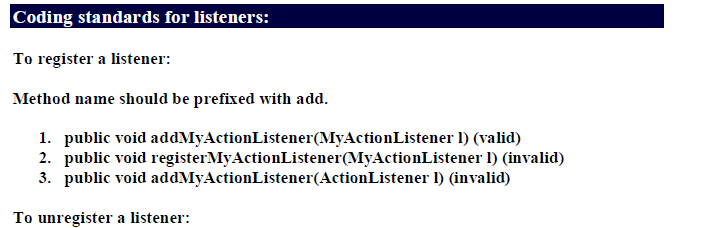 Coding standards for listeners:
To register a listener:
Method name should be prefixed with add.
1. public void addMyActionListener(MyActionListener l) (valid)
2. public void registerMyActionListener(MyActionListener l) (invalid)
3. public void addMyActionListener(ActionListener l) (invalid)
To unregister a listener: